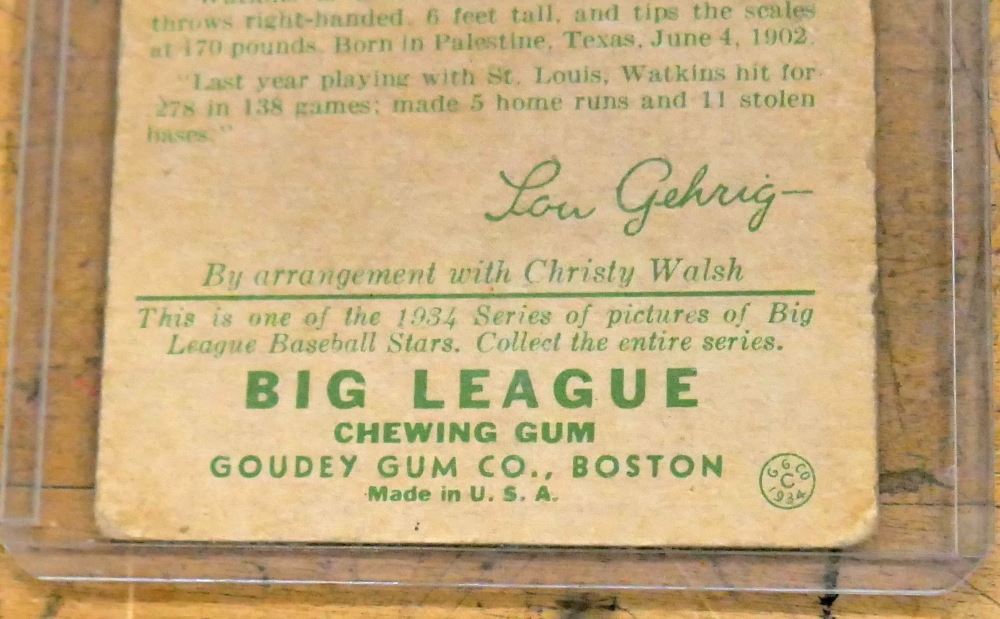 throws right-handed. 6 feet tall, and tips the scales
at 170 pounds. Born in Palestine, Texas, June 4, 1902.
"Last year playing with St. Louis, Watkins hit for
278 in 138 games; made 5 home runs and 11 stolen
bases."
Lou Gehrig
By arrangement with Christy Walsh
This is one of the 1934 Series of pictures of Big
League Baseball Stars. Collect the entire series.
BIG LEAGUE
CHEWING GUM
GOUDEY GUM CO., BOSTON
Made in U. S. A.
G G CO
C
1934